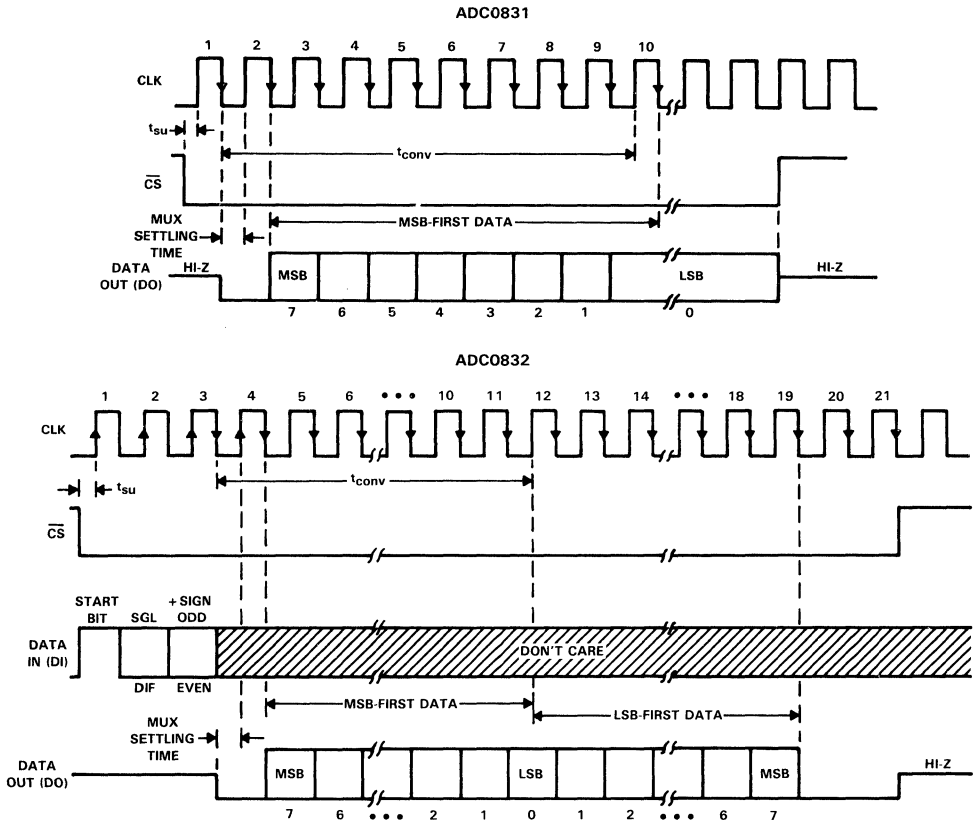 ADC0831
1 2 3 4 5 6 7 8 9 10
CLK
tsu
tconv
CS
MUX
SETTLING
TIME
MSB-FIRST DATA
DATA
OUT (DO)
HI-Z
MSB
LSB
HI-Z
7 6 5 4 3 2 1 0
ADC0832
1 2 3 4 5 6 ••• 10 11 12 13 14 ••• 18 19 20 21
CLK
tsu
tconv
CS
START
BIT
SGL
+ SIGN
ODD
DATA
IN (DI)
DON'T CARE
DIF
EVEN
MSB-FIRST DATA
LSB-FIRST DATA
MUX
SETTLING
TIME
DATA
OUT (DO)
MSB
LSB
MSB
HI-Z
7 6 ••• 2 1 0 1 2 ••• 6 7